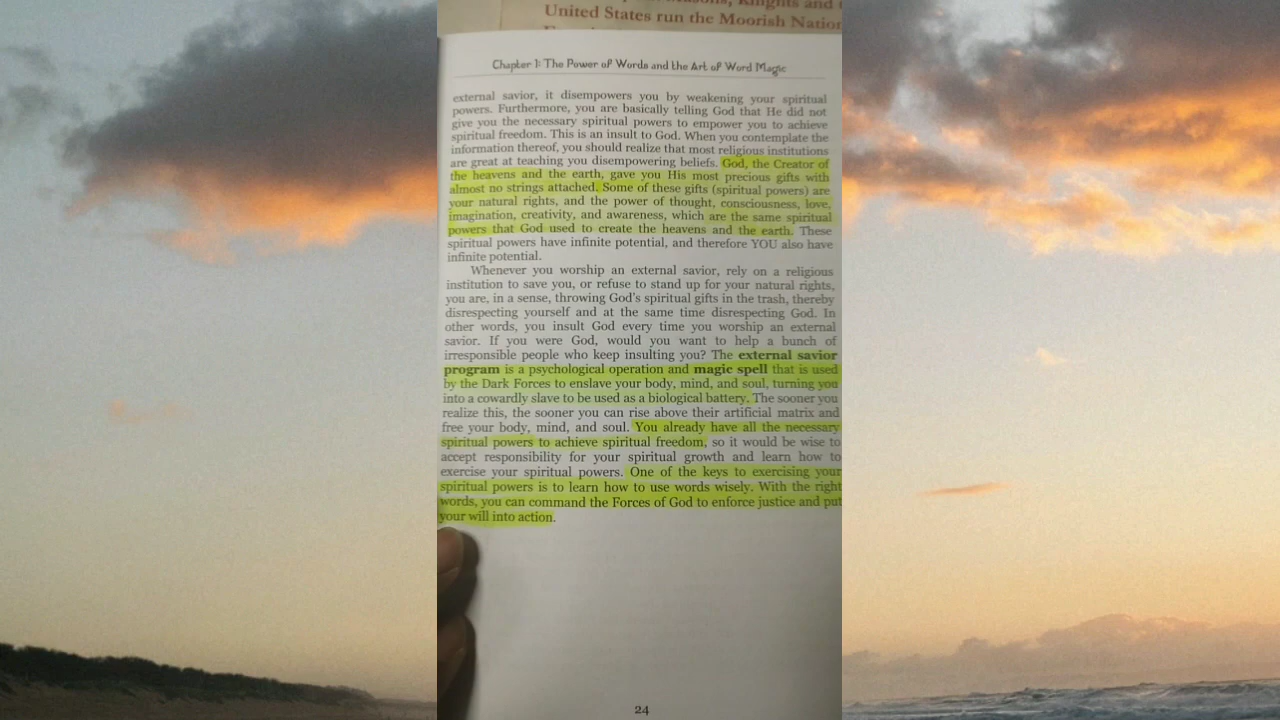 Masons, Knights and
United States run the Moorish Nation
Chapter 1: The Power of Words and the Art of Word Magic
external savior, it disempowers you by weakening your spiritual
powers. Furthermore, you are basically telling God that He did not
give you the necessary spiritual powers to empower you to achieve
spiritual freedom. This is an insult to God. When you contemplate the
information thereof, you should realize that most religious institutions
are great at teaching you disempowering beliefs. God, the Creator of
the heavens and the earth, gave you His most precious gifts with
almost no strings attached. Some of these gifts (spiritual powers) are
your natural rights, and the power of thought, consciousness, love,
imagination, creativity, and awareness, which are the same spiritual
powers that God used to create the heavens and the earth. These
spiritual powers have infinite potential, and therefore YOU also have
infinite potential.
Whenever you worship an external savior, rely on a religious
institution to save you, or refuse to stand up for your natural rights,
you are, in a sense, throwing God's spiritual gifts in the trash, thereby
disrespecting yourself and at the same time disrespecting God. In
other words, you insult God every time you worship an external
savior. If you were God, would you want to help a bunch of
irresponsible people who keep insulting you? The external savior
program is a psychological operation and magic spell that is used
by the Dark Forces to enslave your body, mind, and soul, turning you
into a cowardly slave to be used as a biological battery. The sooner you
realize this, the sooner you can rise above their artificial matrix and
free your body, mind, and soul. You already have all the necessary
spiritual powers to achieve spiritual freedom, so it would be wise to
accept responsibility for your spiritual growth and learn how to
exercise your spiritual powers. One of the keys to exercising your
spiritual powers is to learn how to use words wisely. With the right
words, you can command the Forces of God to enforce justice and put
your will into action.
24